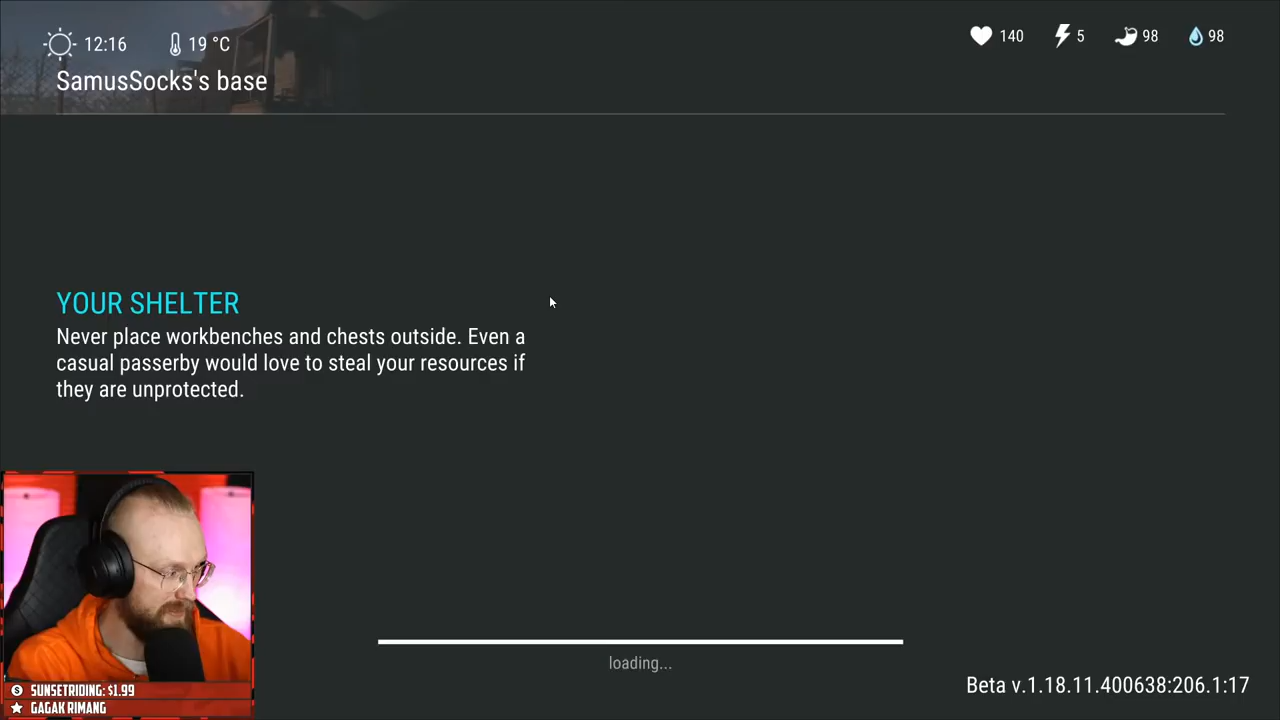 12:16 19 °C
140 5 98 98
SamusSocks's base
YOUR SHELTER
Never place workbenches and chests outside. Even a
casual passerby would love to steal your resources if
they are unprotected.
loading...
SUNSETRIDING: $1.99
GAGAK RIMANG
Beta v.1.18.11.400638:206.1:17